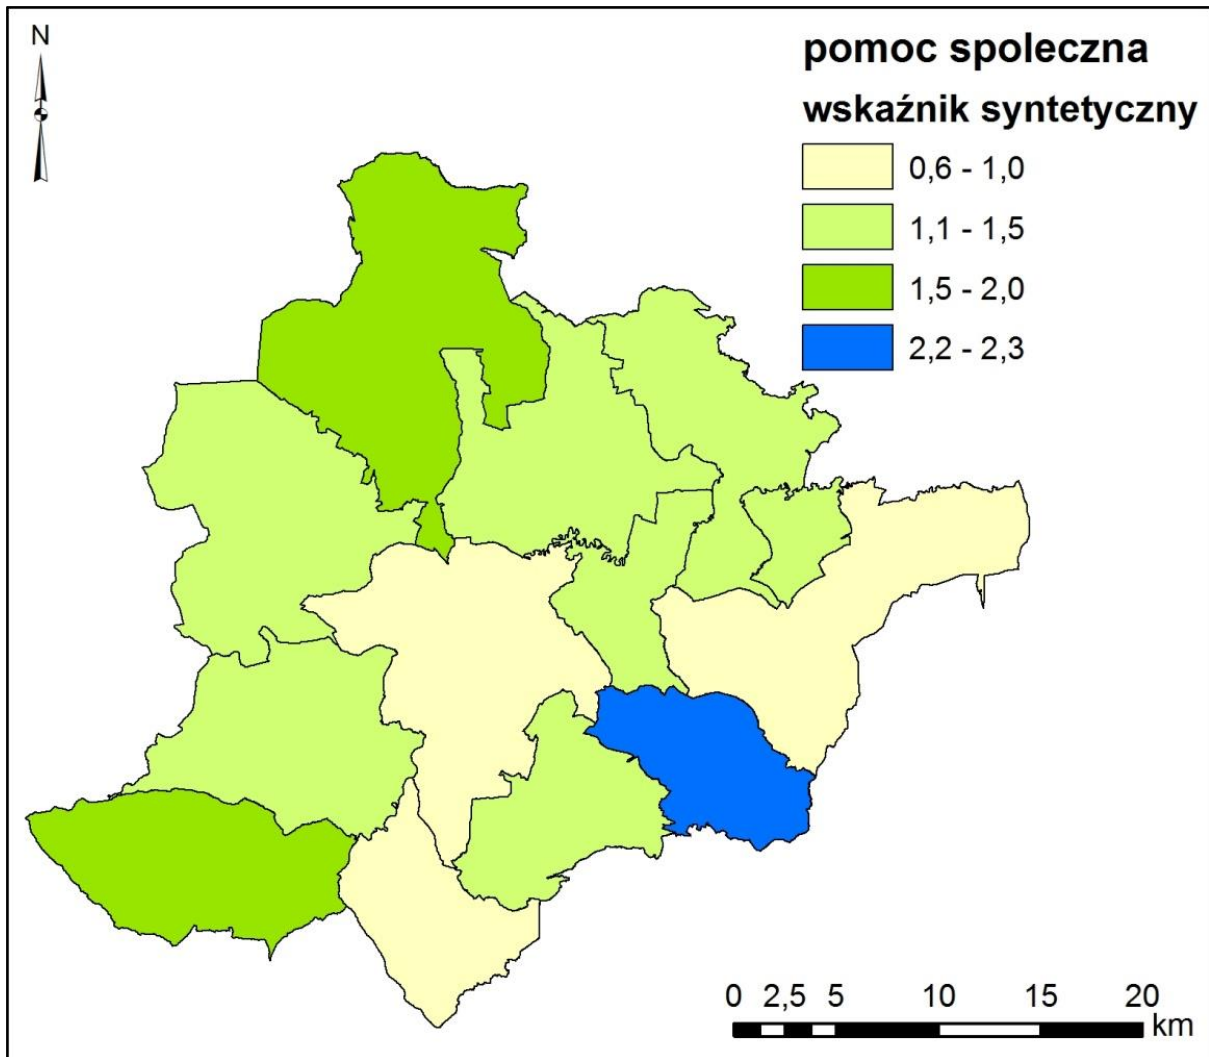 N
pomoc spoleczna
wskaźnik syntetyczny
0,6 - 1,0
1,1 - 1,5
1,5 - 2,0
2,2 - 2,3
0 2,5 5 10 15 20
km